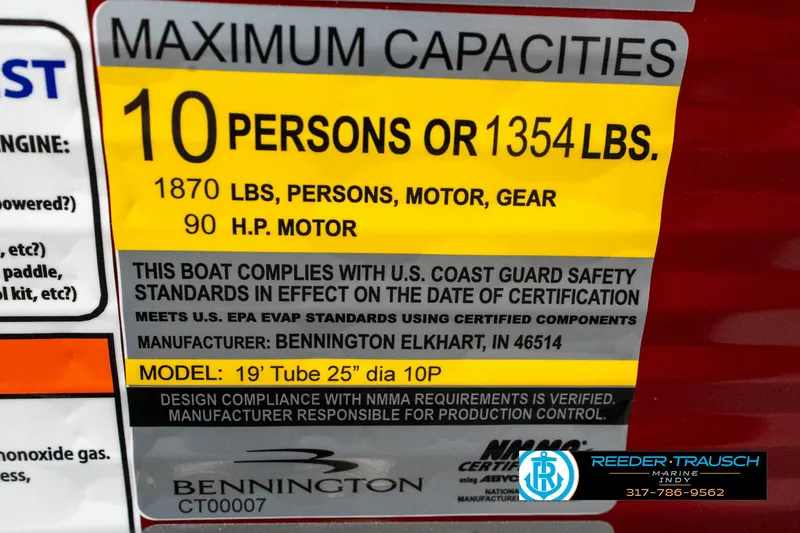 MAXIMUM CAPACITIES
10 PERSONS OR 1354 LBS.
1870 LBS, PERSONS, MOTOR, GEAR
90 H.P. MOTOR
THIS BOAT COMPLIES WITH U.S. COAST GUARD SAFETY
STANDARDS IN EFFECT ON THE DATE OF CERTIFICATION
MEETS U.S. EPA EVAP STANDARDS USING CERTIFIED COMPONENTS
MANUFACTURER: BENNINGTON ELKHART, IN 46514
MODEL: 19' Tube 25" dia 10P
DESIGN COMPLIANCE WITH NMMA REQUIREMENTS IS VERIFIED.
MANUFACTURER RESPONSIBLE FOR PRODUCTION CONTROL.
BENNINGTON
CT00007
NMMA
using ABYC
NATIONAL
ST
NGINE:
owered?)
, etc?)
paddle,
l kit, etc?)
nonoxide gas.
ess,
REEDER·TRAUSCH
MARINE
INDY
317-786-9562